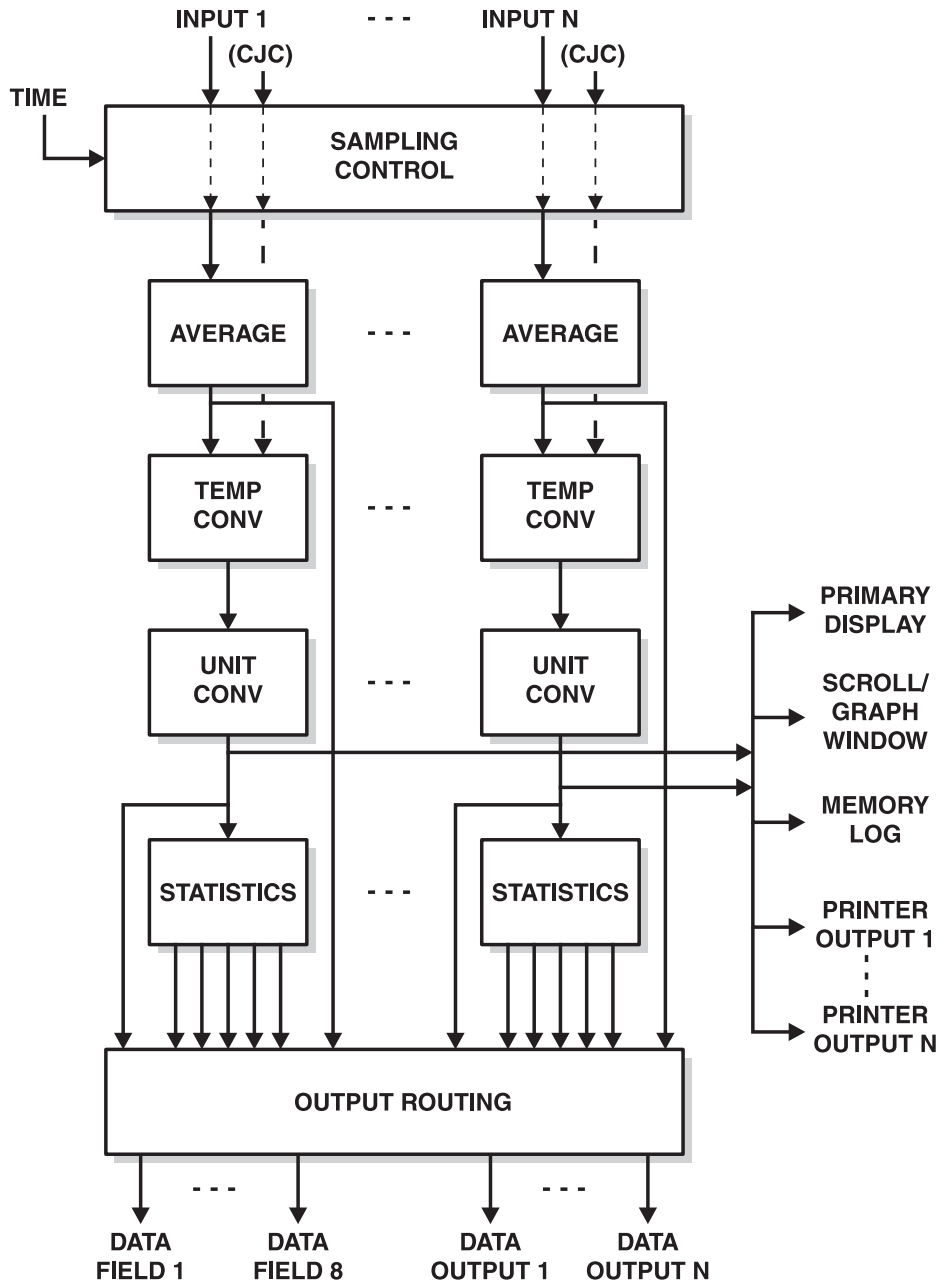 INPUT 1
- - -
INPUT N
(CJC)
(CJC)
TIME
SAMPLING
CONTROL
AVERAGE
- - -
AVERAGE
TEMP
CONV
- - -
TEMP
CONV
UNIT
CONV
- - -
UNIT
CONV
PRIMARY
DISPLAY
SCROLL/
GRAPH
WINDOW
MEMORY
LOG
STATISTICS
- - -
STATISTICS
PRINTER
OUTPUT 1
PRINTER
OUTPUT N
OUTPUT ROUTING
- - -
- - -
DATA
FIELD 1
DATA
FIELD 8
DATA
OUTPUT 1
DATA
OUTPUT N